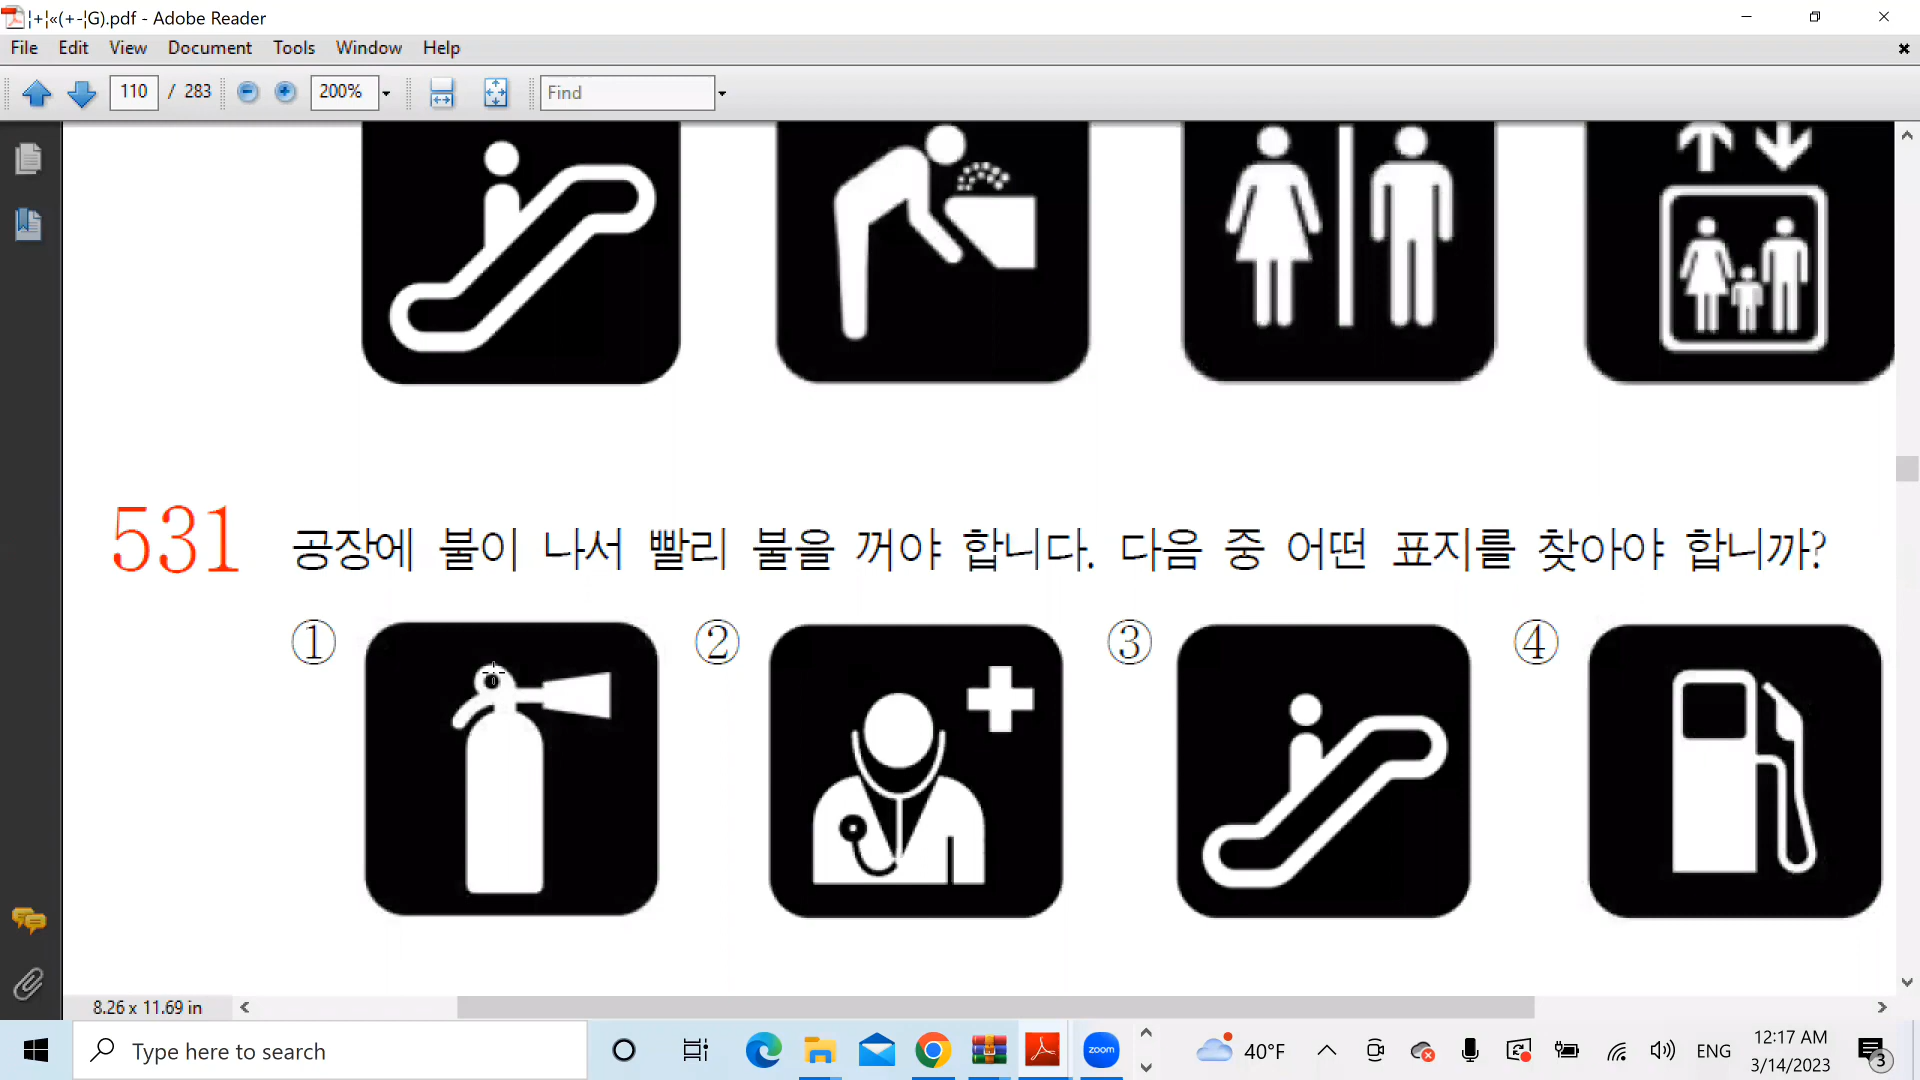 ¦+¦«(+-¦G).pdf - Adobe Reader
File Edit View Document Tools Window Help
110 / 283 200% Find
531 공장에 불이 나서 빨리 불을 꺼야 합니다. 다음 중 어떤 표지를 찾아야 합니까?
① ② ③ ④
8.26 x 11.69 in
Type here to search
zoom
40°F
ENG
12:17 AM
3/14/2023
3